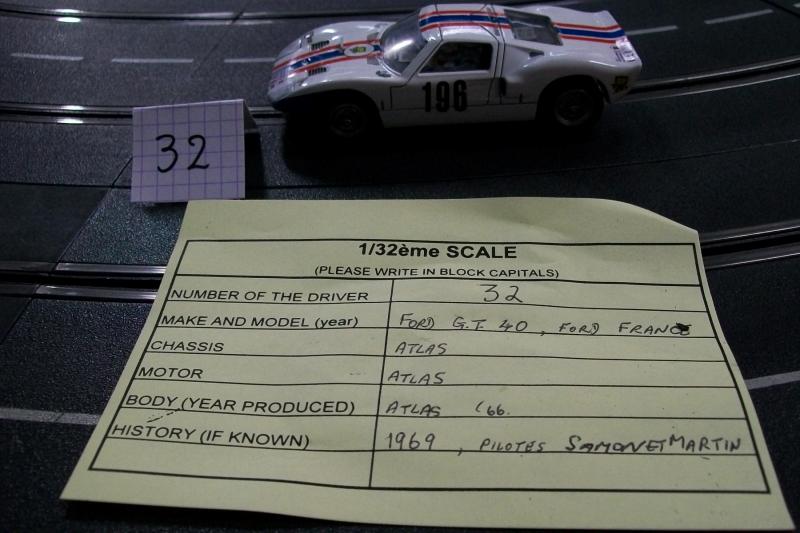 196
32
1/32ème SCALE
(PLEASE WRITE IN BLOCK CAPITALS)
NUMBER OF THE DRIVER 32
MAKE AND MODEL (year) FORD G.T. 40, FORD FRANCE
CHASSIS ATLAS
MOTOR ATLAS
BODY (YEAR PRODUCED) ATLAS '66.
HISTORY (IF KNOWN) 1969, PILOTES SAMON ET MARTIN